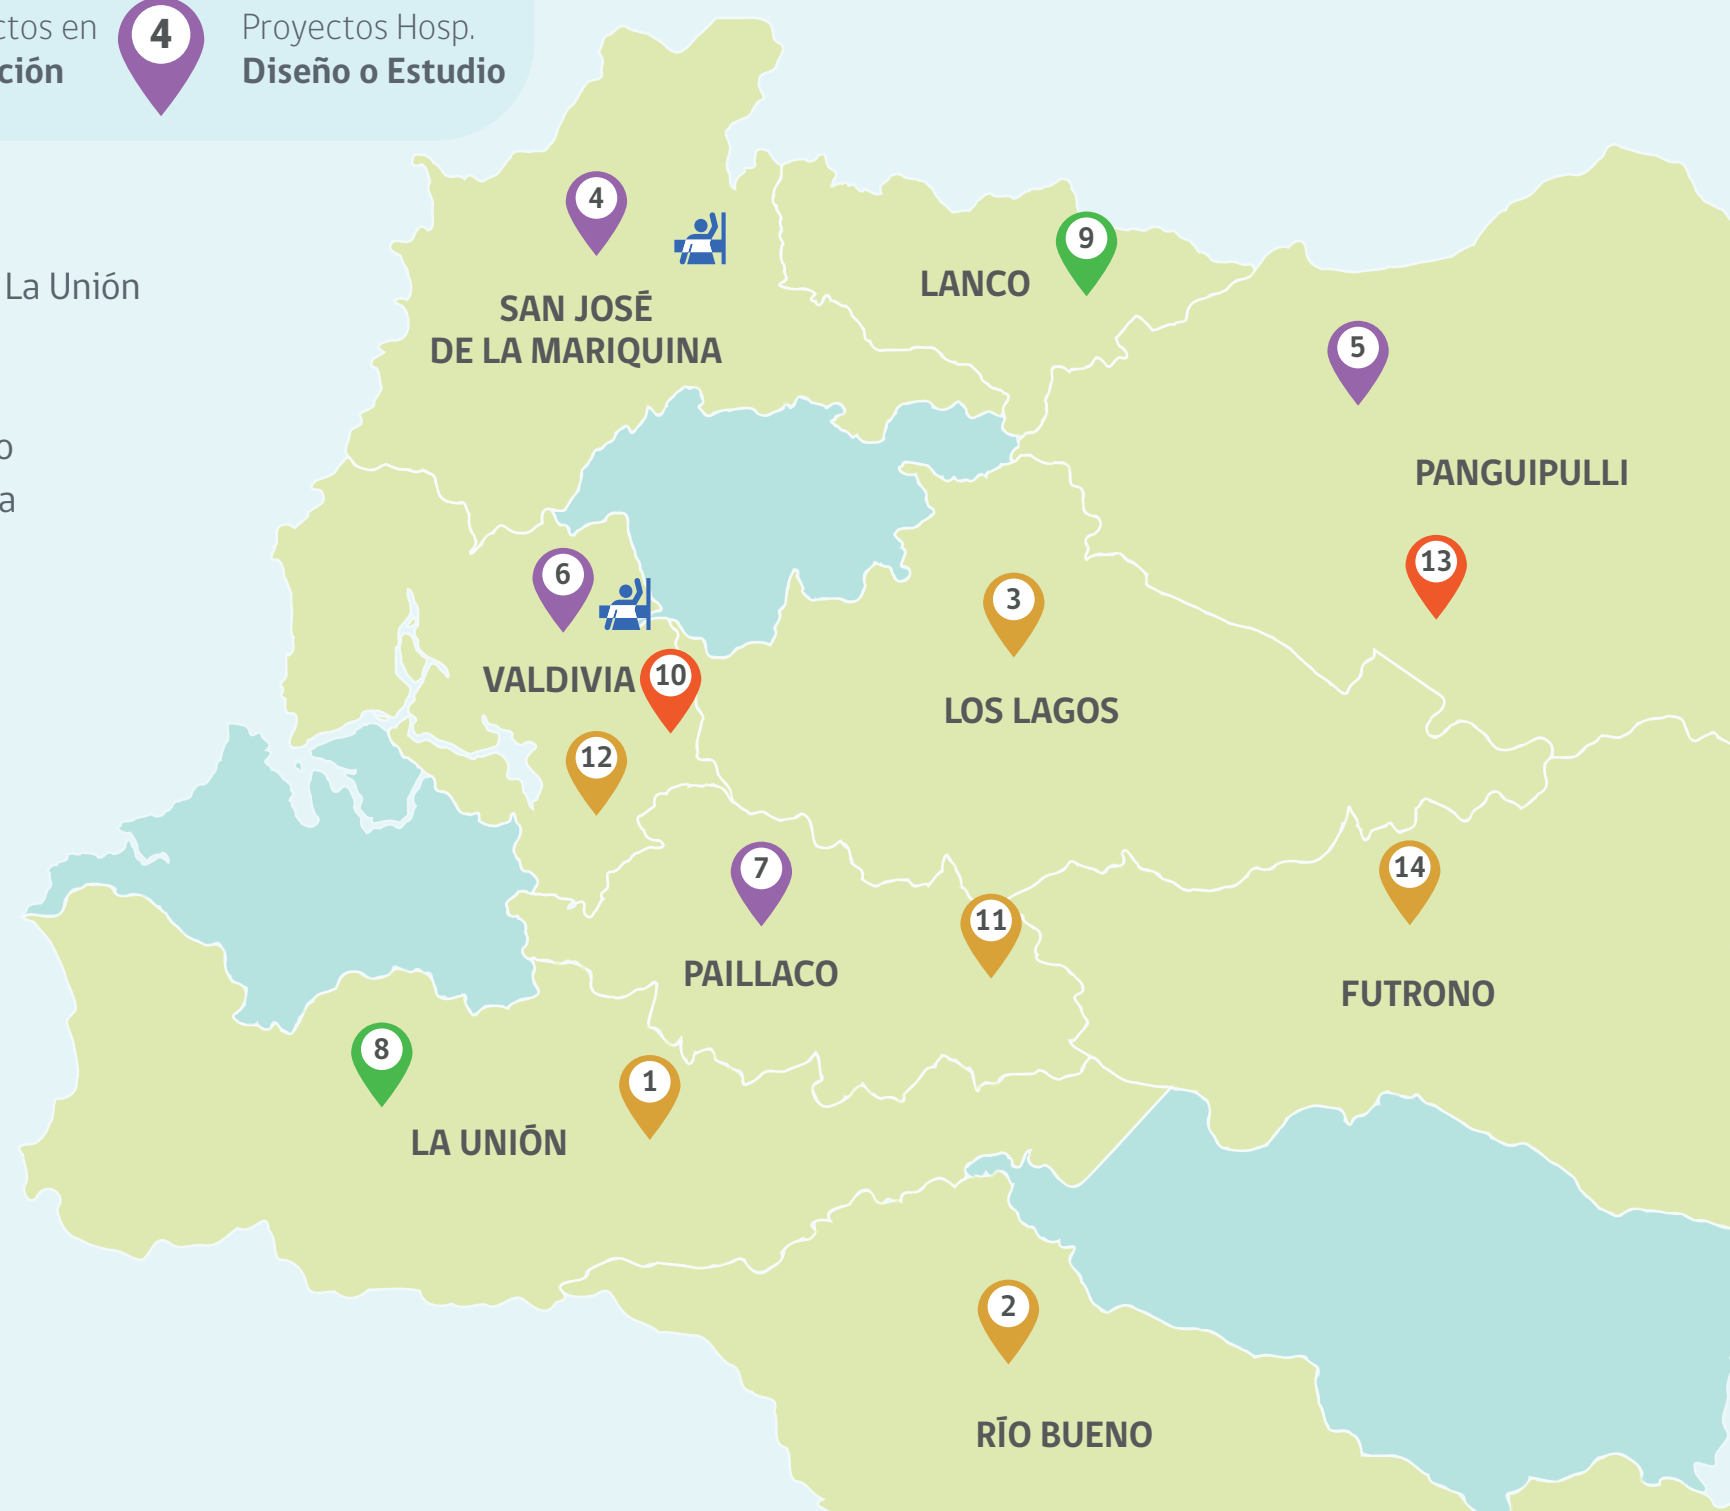 ctos en
ción
4
Proyectos Hosp.
Diseño o Estudio
La Unión
o
a
4
SAN JOSÉ
DE LA MARIQUINA
LANCO
9
5
PANGUIPULLI
13
6
VALDIVIA
10
12
3
LOS LAGOS
7
PAILLACO
11
14
FUTRONO
8
1
LA UNIÓN
2
RÍO BUENO